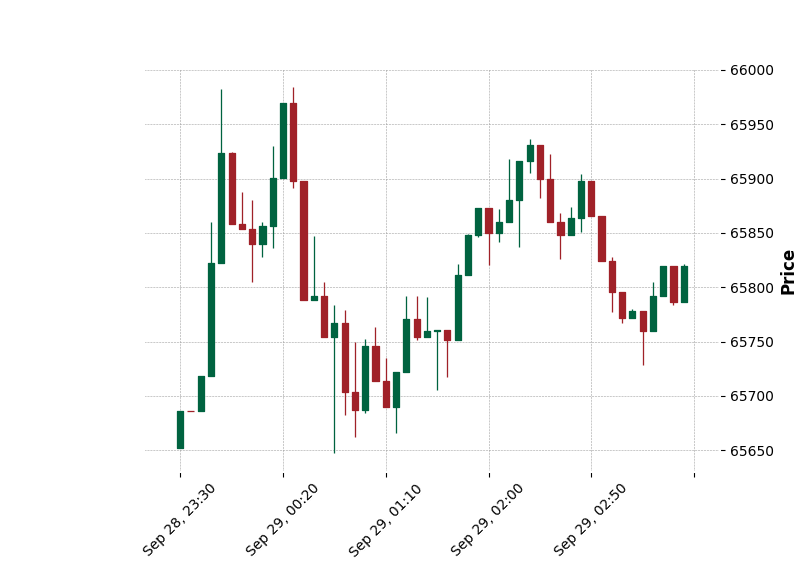 66000
65950
65900
65850
65800
65750
65700
65650
Price
Sep 28, 23:30
Sep 29, 00:20
Sep 29, 01:10
Sep 29, 02:00
Sep 29, 02:50